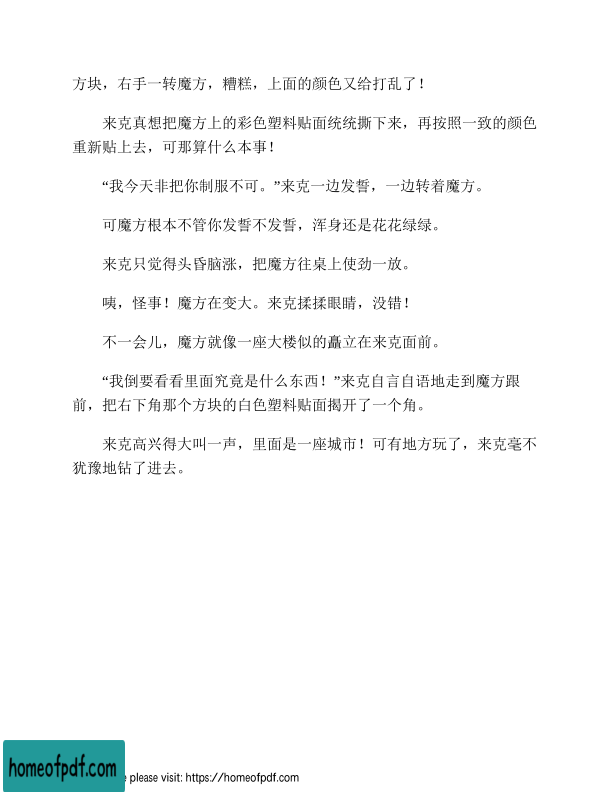 方块，右手一转魔方，糟糕，上面的颜色又给打乱了！
来克真想把魔方上的彩色塑料贴面统统撕下来，再按照一致的颜色
重新贴上去，可那算什么本事！
“我今天非把你制服不可。”来克一边发誓，一边转着魔方。
可魔方根本不管你发誓不发誓，浑身还是花花绿绿。
来克只觉得头昏脑涨，把魔方往桌上使劲一放。
咦，怪事！魔方在变大。来克揉揉眼睛，没错！
不一会儿，魔方就像一座大楼似的矗立在来克面前。
“我倒要看看里面究竟是什么东西！”来克自言自语地走到魔方跟
前，把右下角那个方块的白色塑料贴面揭开了一个角。
来克高兴得大叫一声，里面是一座城市！可有地方玩了，来克毫不
犹豫地钻了进去。
homeofpdf.com
please visit: https://homeofpdf.com